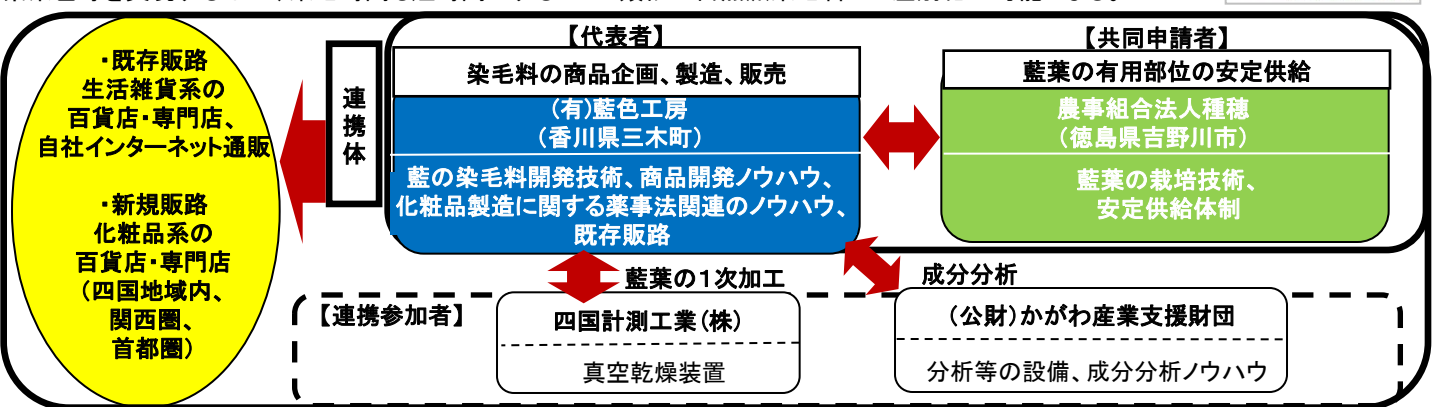 【代表者】
【共同申請者】
・既存販路
生活雑貨系の
百貨店・専門店、
自社インターネット通販
・新規販路
化粧品系の
百貨店・専門店
(四国地域内、
関西圏、
首都圏)
連携体
染毛料の商品企画、製造、販売
(有)藍色工房
(香川県三木町)
藍の染毛料開発技術、商品開発ノウハウ、
化粧品製造に関する薬事法関連のノウハウ、
既存販路
藍葉の有用部位の安定供給
農事組合法人種穂
(徳島県吉野川市)
藍葉の栽培技術、
安定供給体制
藍葉の1次加工
成分分析
【連携参加者】
四国計測工業(株)
真空乾燥装置
(公財)かがわ産業支援財団
分析等の設備、成分分析ノウハウ